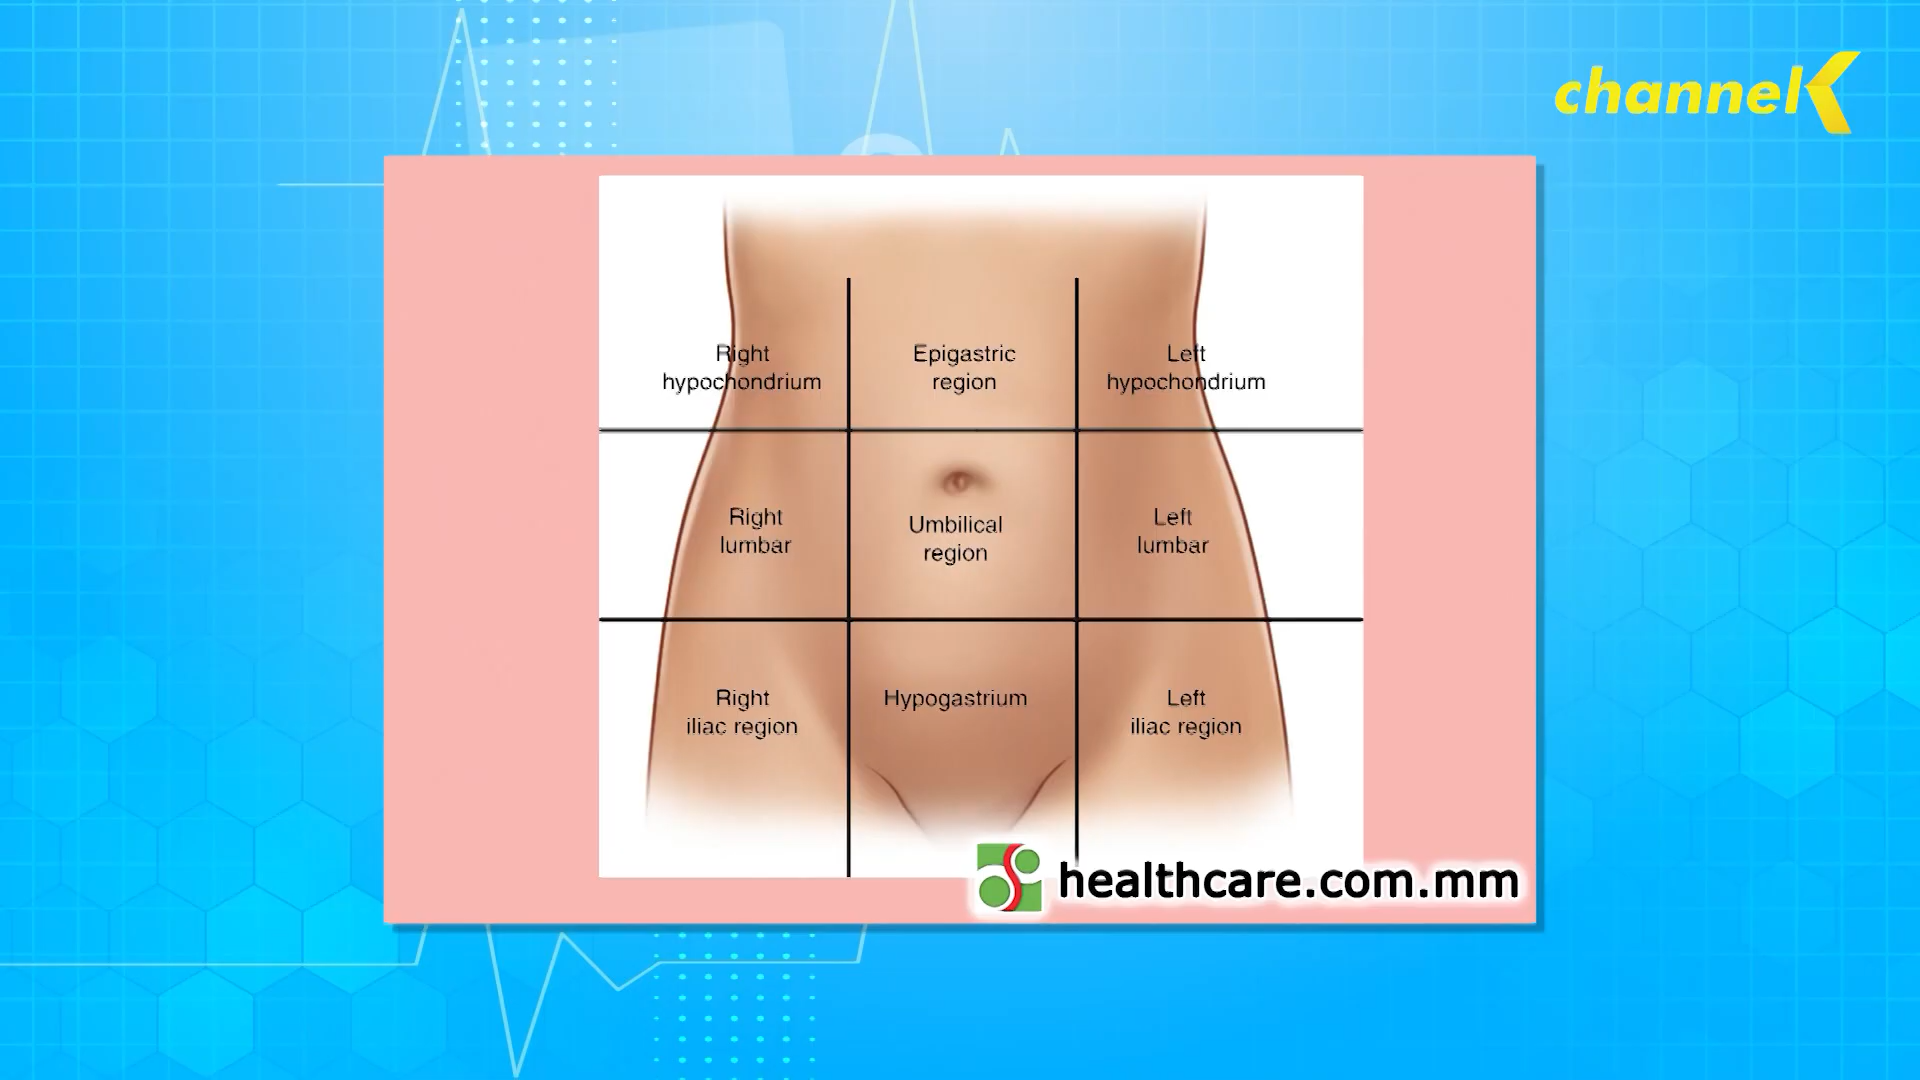 channelK
Right
hypochondrium
Epigastric
region
Left
hypochondrium
Right
lumbar
Umbilical
region
Left
lumbar
Right
iliac region
Hypogastrium
Left
iliac region
healthcare.com.mm